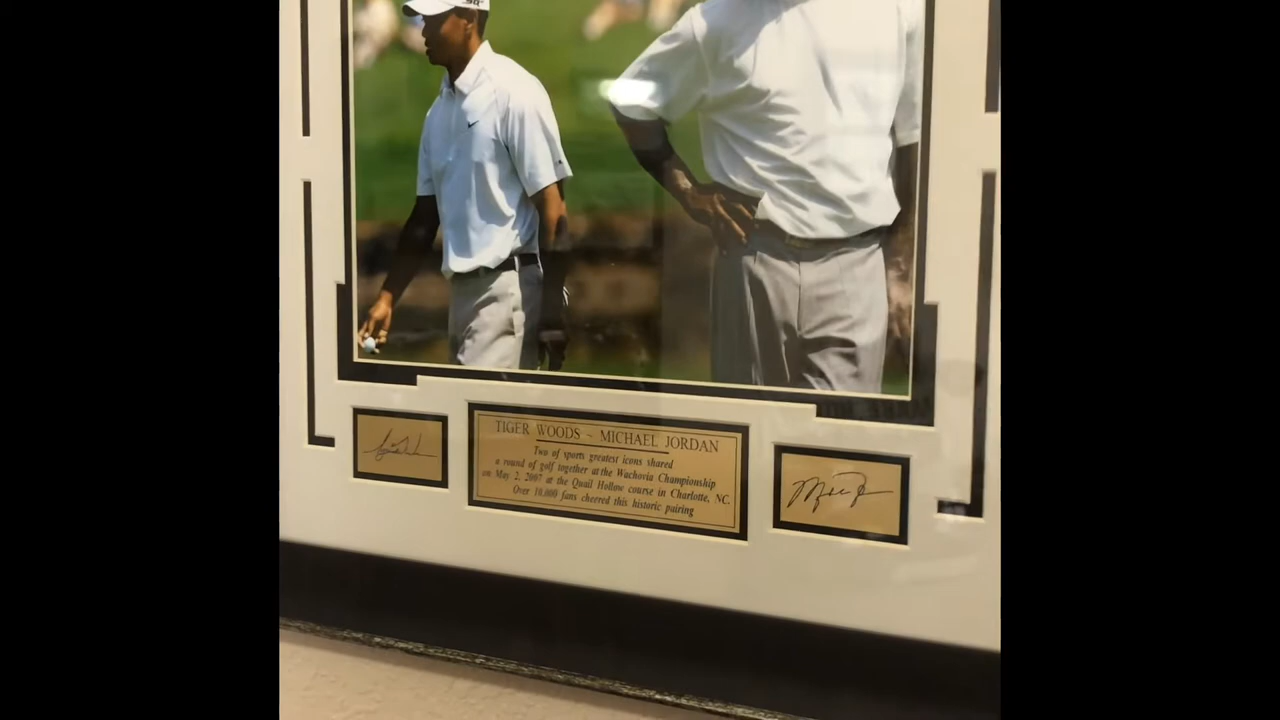 TIGER WOODS ~ MICHAEL JORDAN
Two of sports greatest icons shared
a round of golf together at the Wachovia Championship
on May 2, 2007 at the Quail Hollow course in Charlotte, NC.
Over 10,000 fans cheered this historic pairing